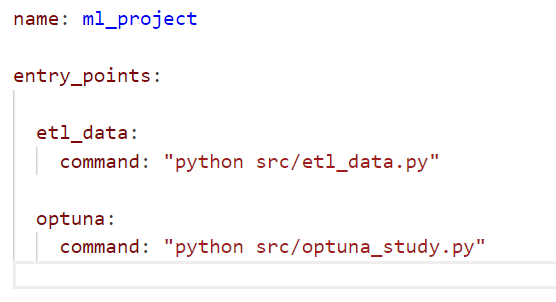 name: ml_project
entry_points:
etl_data:
command: "python src/etl_data.py"
optuna:
command: "python src/optuna_study.py"